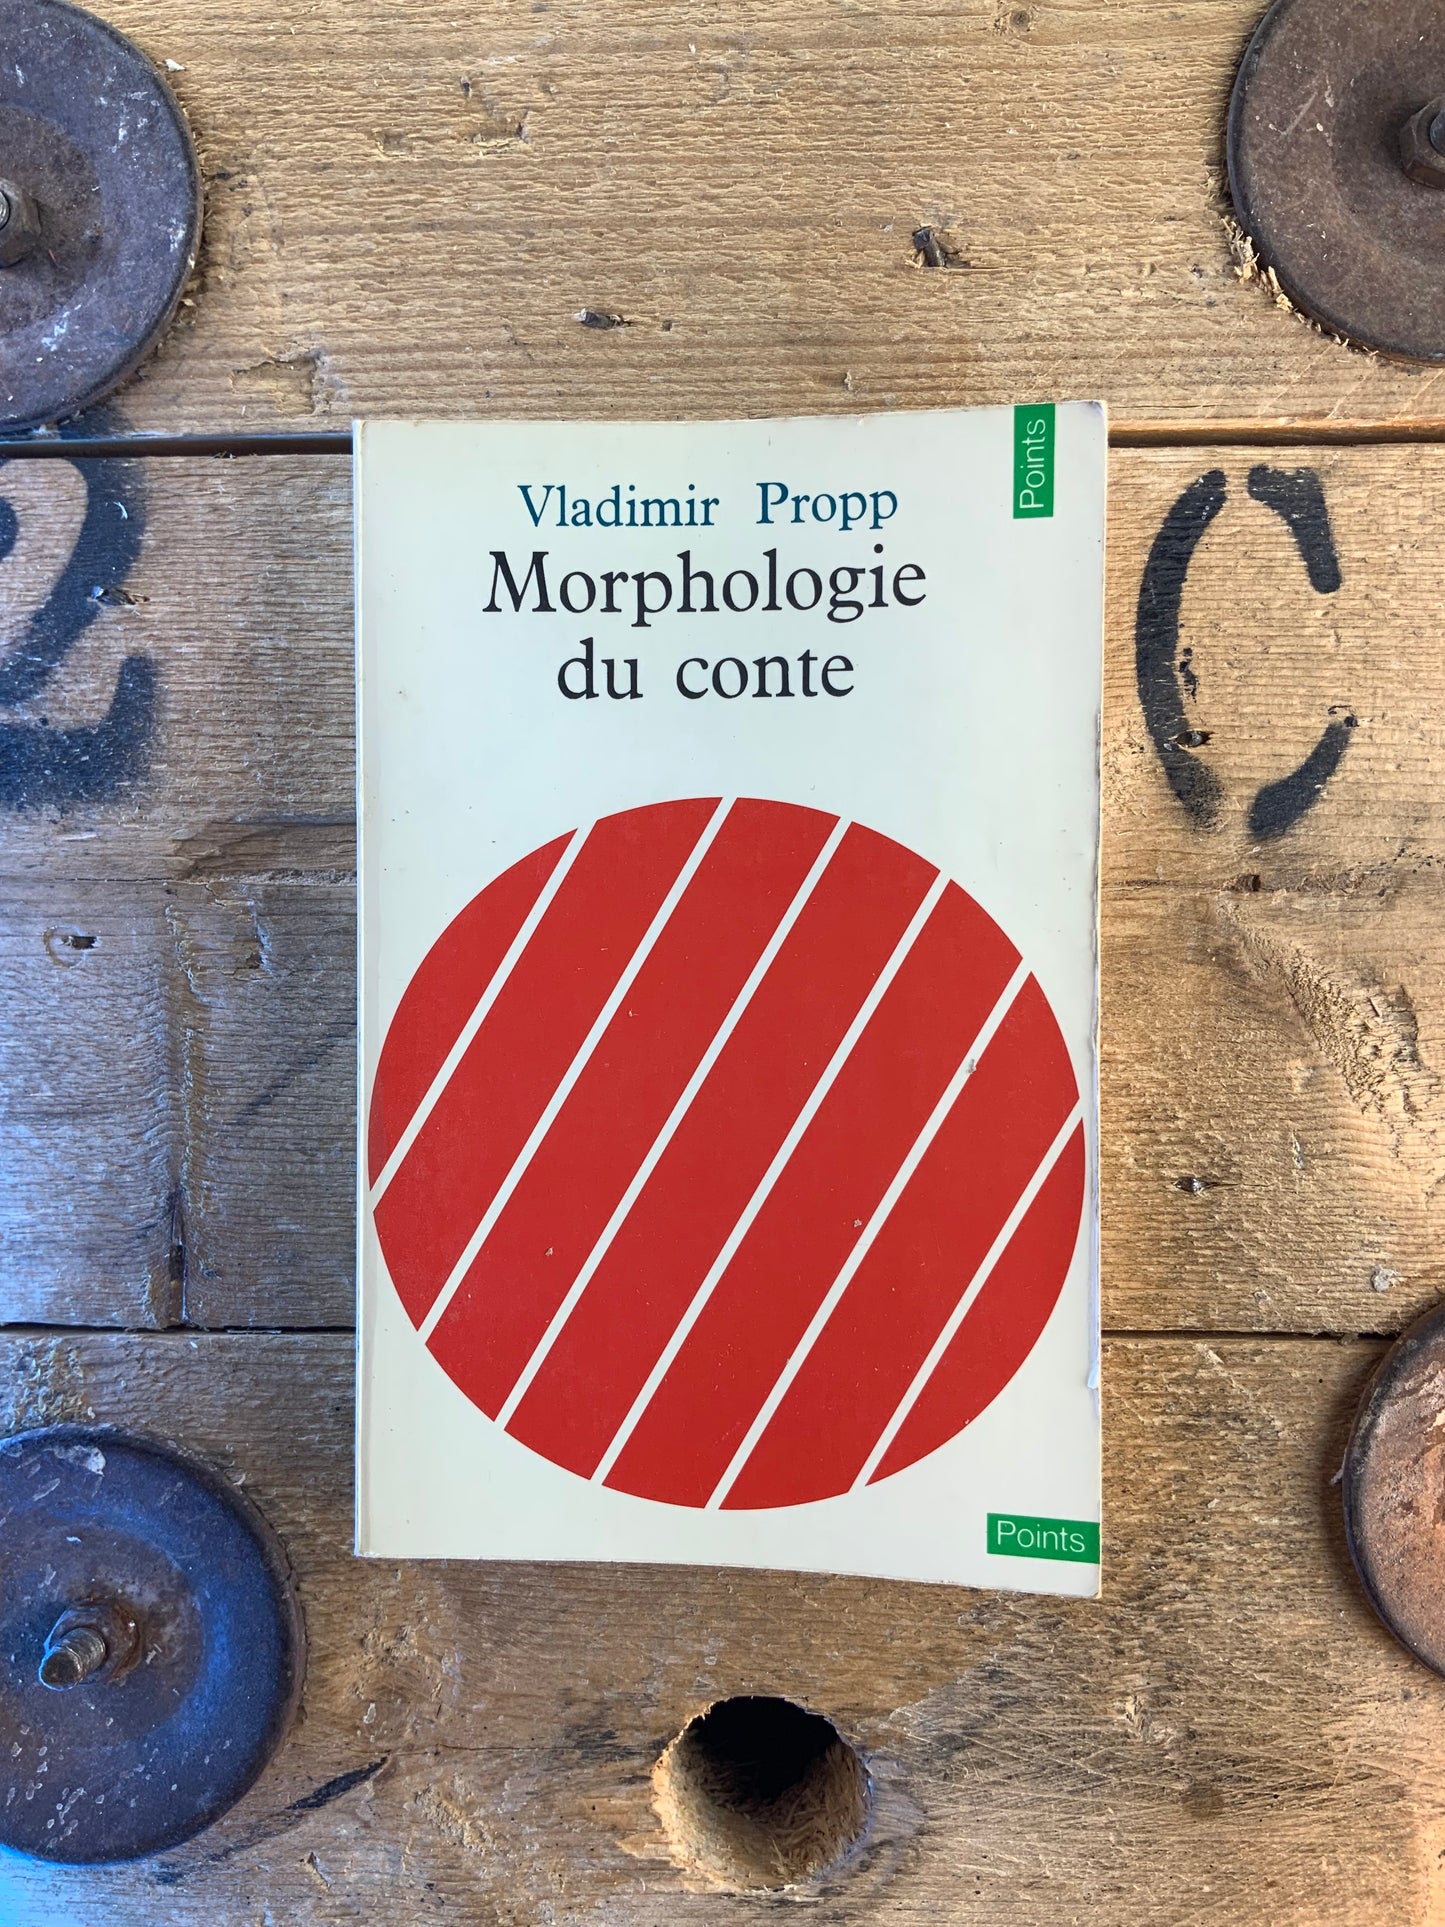 Points
Vladimir Propp
Morphologie
du conte
C
Points